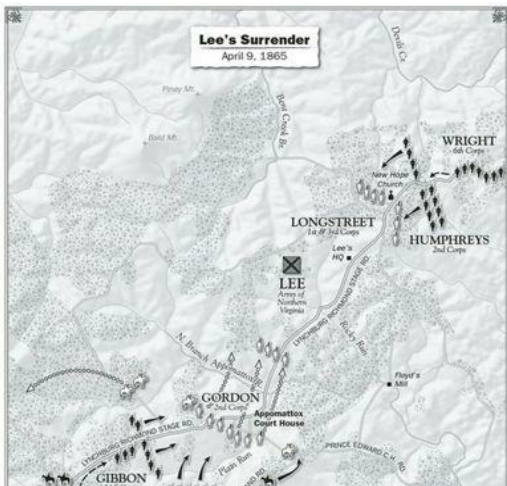 Lee's Surrender
April 9, 1865
Devils Cr.
Piney Mt.
Bent Creek Br.
Bald Mt.
WRIGHT
6th Corps
New Hope
Church
LONGSTREET
1st & 3rd Corps
HUMPHREYS
2nd Corps
Lee's
HQ
LEE
Army of
Northern
Virginia
LYNCHBURG RICHMOND STAGE RD.
Rocky Run
N. Branch Appomattox R.
Floyd's
Mill
GORDON
2nd Corps
Appomattox
Court House
LYNCHBURG RICHMOND STAGE RD.
Plain Run
PRINCE EDWARD C.H. RD.
GIBBON
RD.